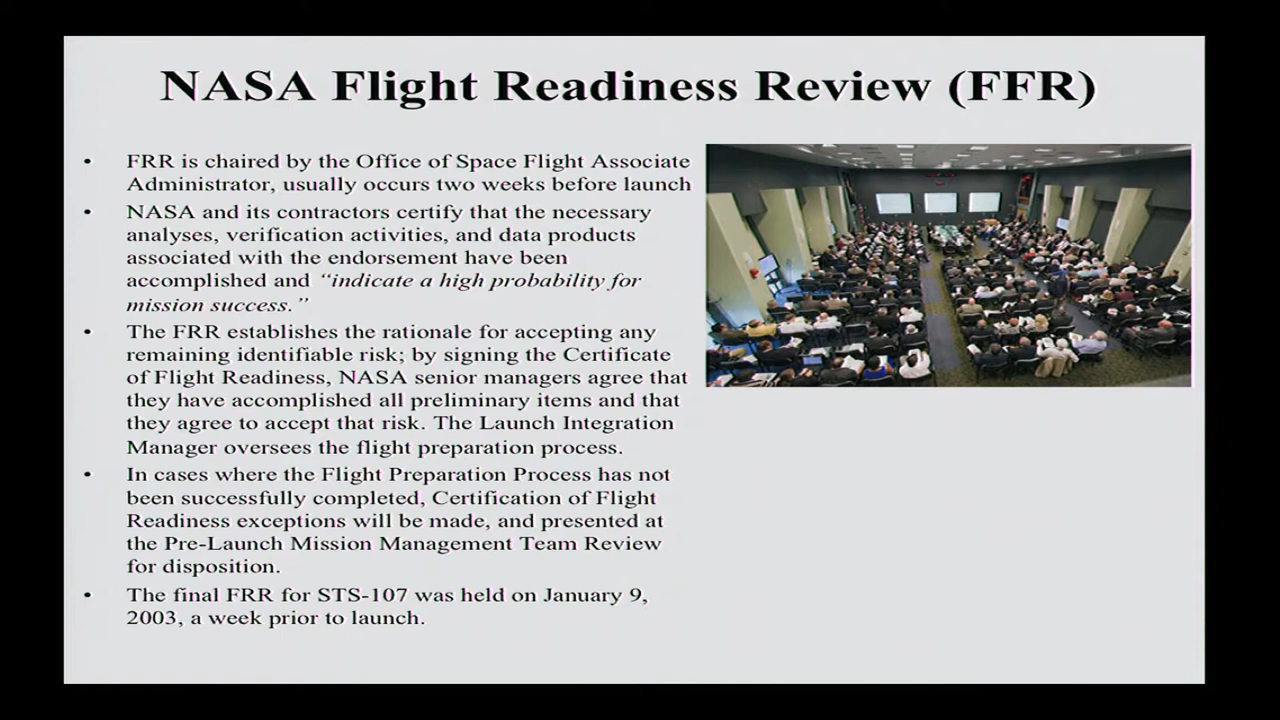 NASA Flight Readiness Review (FFR)
• FRR is chaired by the Office of Space Flight Associate
Administrator, usually occurs two weeks before launch
• NASA and its contractors certify that the necessary
analyses, verification activities, and data products
associated with the endorsement have been
accomplished and “indicate a high probability for
mission success.”
• The FRR establishes the rationale for accepting any
remaining identifiable risk; by signing the Certificate
of Flight Readiness, NASA senior managers agree that
they have accomplished all preliminary items and that
they agree to accept that risk. The Launch Integration
Manager oversees the flight preparation process.
• In cases where the Flight Preparation Process has not
been successfully completed, Certification of Flight
Readiness exceptions will be made, and presented at
the Pre-Launch Mission Management Team Review
for disposition.
• The final FRR for STS-107 was held on January 9,
2003, a week prior to launch.